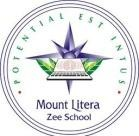 • POTENTIAL EST INTUS •
Mount Litera
Zee School